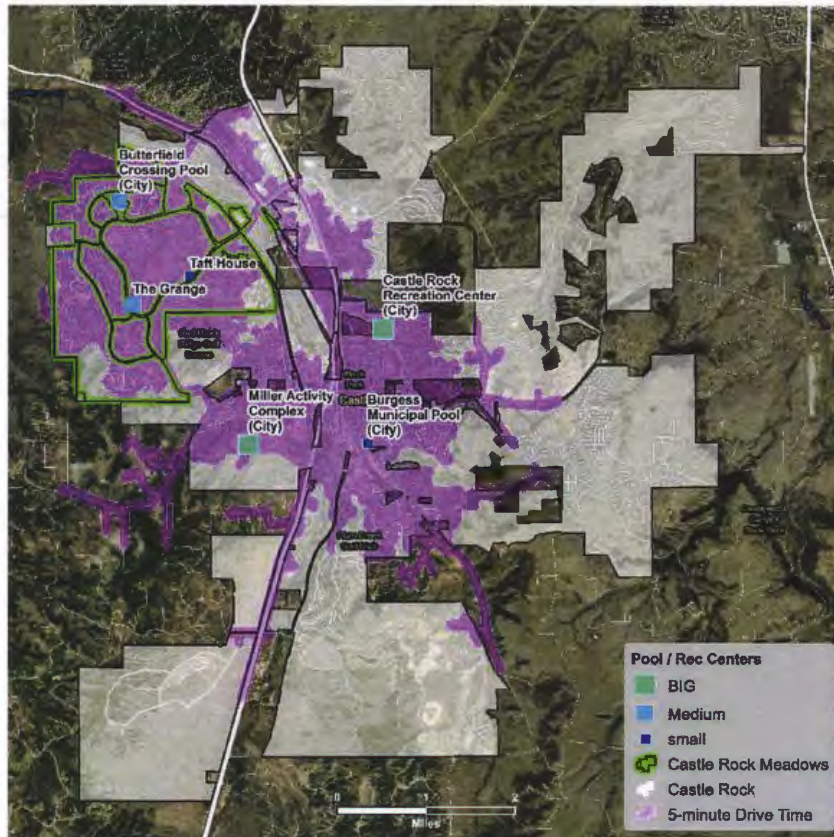 Butterfield
Crossing Pool
(City)
Taft House
The Grange
Castle Rock
Recreation Center
(City)
Miller Activity
Complex
(City)
Burgess
Municipal Pool
(City)
Pool / Rec Centers
BIG
Medium
small
Castle Rock Meadows
Castle Rock
5-minute Drive Time
0 1 2
Miles